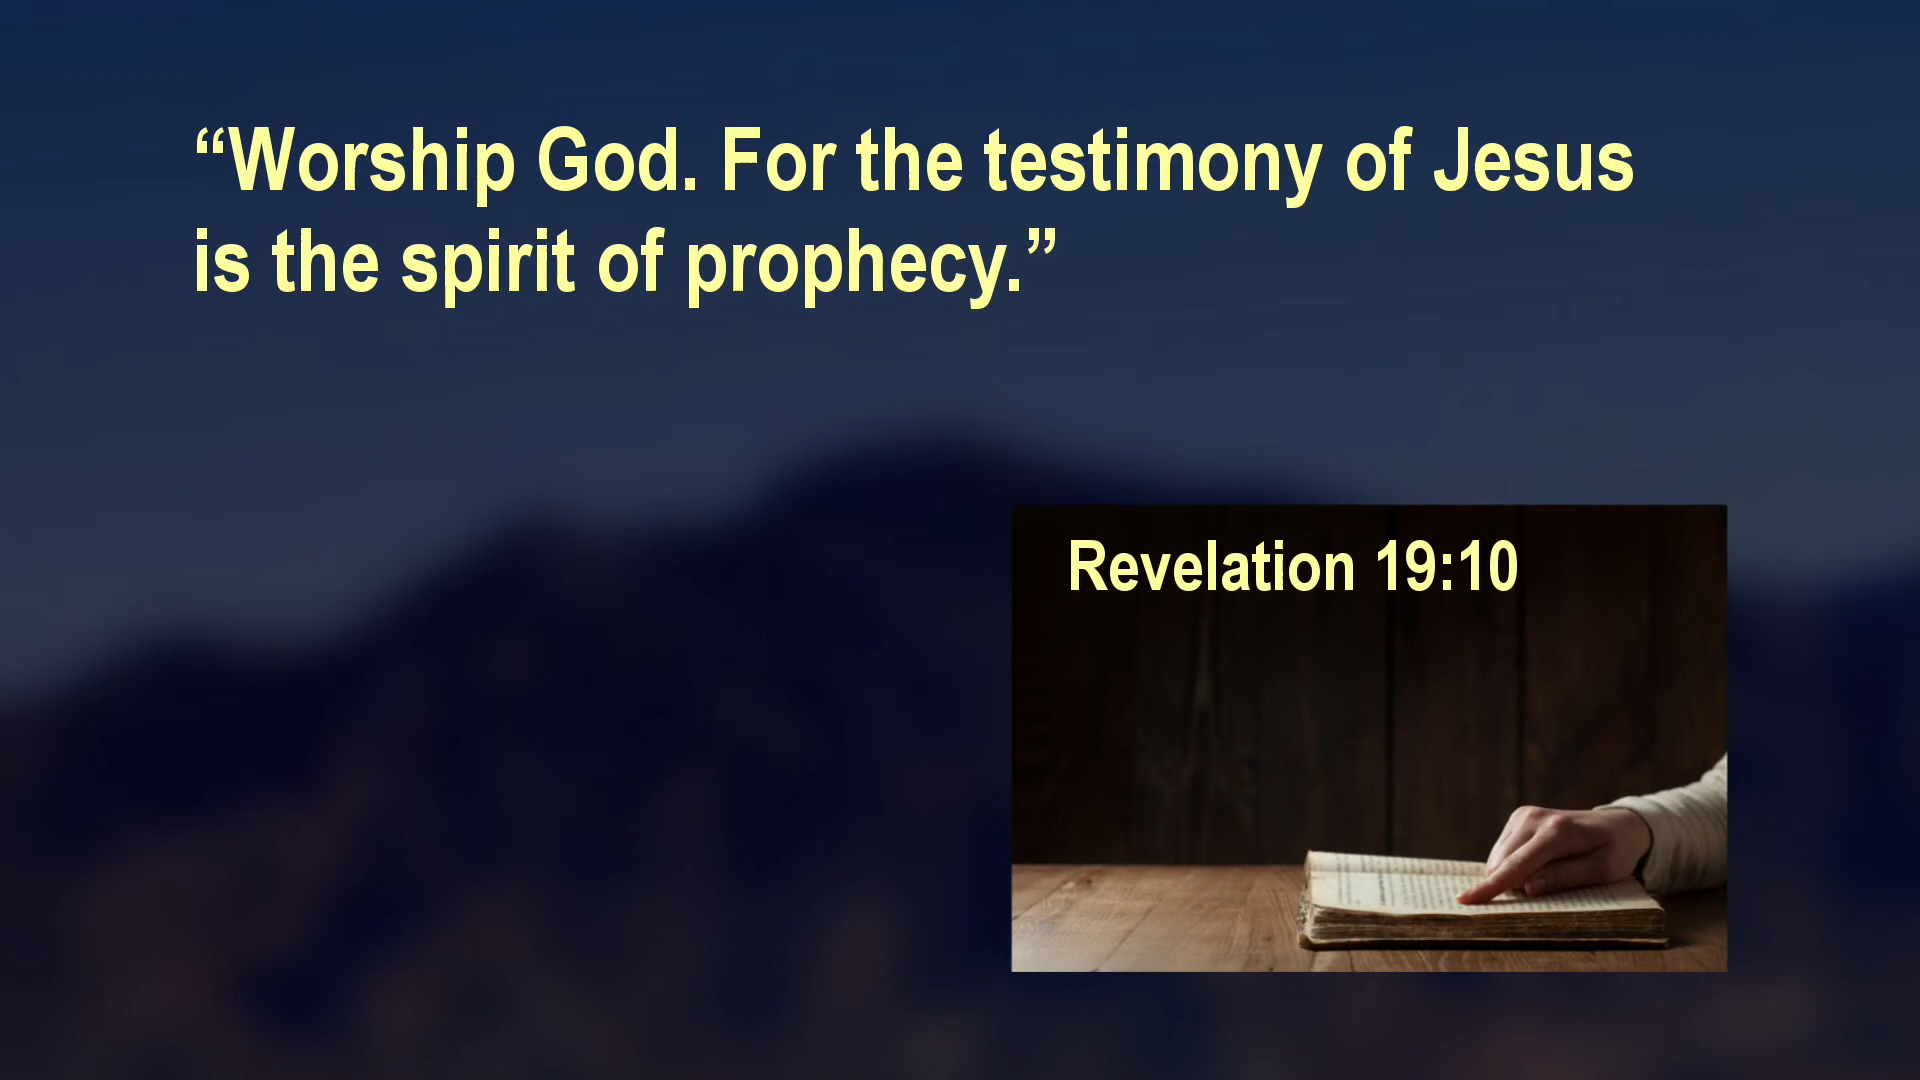 “Worship God. For the testimony of Jesus
is the spirit of prophecy.”
Revelation 19:10